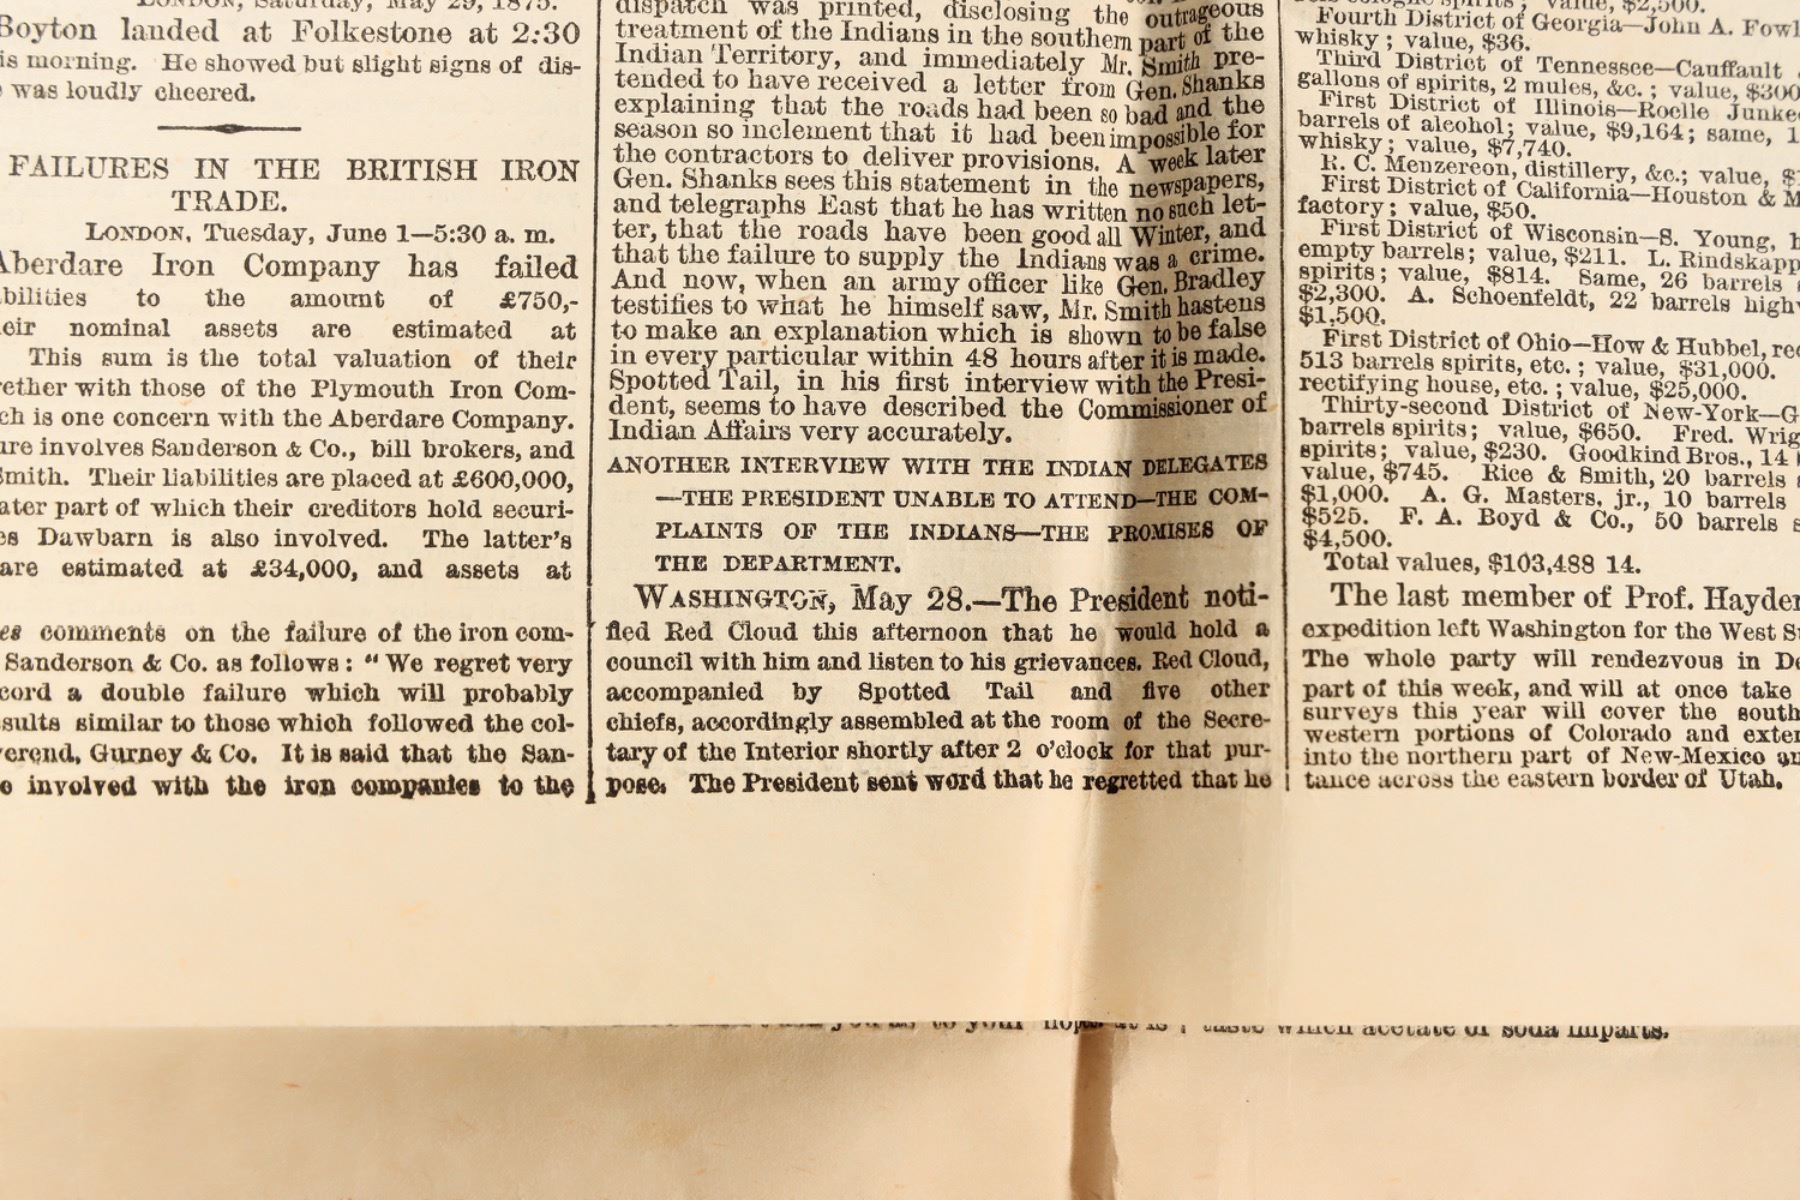 LONDON, Saturday, May 29, 1875.
Boyton landed at Folkestone at 2:30
is morning. He showed but slight signs of dis-
was loudly cheered.
FAILURES IN THE BRITISH IRON
TRADE.
LONDON, Tuesday, June 1—5:30 a. m.
Aberdare Iron Company has failed
bilities to the amount of £750,-
eir nominal assets are estimated at
This sum is the total valuation of their
ether with those of the Plymouth Iron Com-
ch is one concern with the Aberdare Company.
ure involves Sanderson & Co., bill brokers, and
Smith. Their liabilities are placed at £600,000,
ater part of which their creditors hold securi-
es Dawbarn is also involved. The latter's
are estimated at £34,000, and assets at
es comments on the failure of the iron com-
Sanderson & Co. as follows: "We regret very
cord a double failure which will probably
sults similar to those which followed the col-
verend, Gurney & Co. It is said that the San-
e involved with the iron companies to the
dispatch was printed, disclosing the outrageous
treatment of the Indians in the southern part of the
Indian Territory, and immediately Mr. Smith pre-
tended to have received a letter from Gen. Shanks
explaining that the roads had been so bad and the
season so inclement that it had been impossible for
the contractors to deliver provisions. A week later
Gen. Shanks sees this statement in the newspapers,
and telegraphs East that he has written no such let-
ter, that the roads have been good all Winter, and
that the failure to supply the Indians was a crime.
And now, when an army officer like Gen. Bradley
testifies to what he himself saw, Mr. Smith hastens
to make an explanation which is shown to be false
in every particular within 48 hours after it is made.
Spotted Tail, in his first interview with the Presi-
dent, seems to have described the Commissioner of
Indian Affairs very accurately.
ANOTHER INTERVIEW WITH THE INDIAN DELEGATES
—THE PRESIDENT UNABLE TO ATTEND—THE COM-
PLAINTS OF THE INDIANS—THE PROMISES OF
THE DEPARTMENT.
WASHINGTON, May 28.—The President noti-
fied Red Cloud this afternoon that he would hold a
council with him and listen to his grievances. Red Cloud,
accompanied by Spotted Tail and five other
chiefs, accordingly assembled at the room of the Secre-
tary of the Interior shortly after 2 o'clock for that pur-
pose. The President sent word that he regretted that he
value, $2,500.
Fourth District of Georgia—John A. Fowl
whisky; value, $36.
Third District of Tennessee—Cauffault
gallons of spirits, 2 mules, &c.; value, $300
First District of Illinois—Roelle Junke
barrels of alcohol; value, $9,164; same, 1
whisky; value, $7,740.
R. C. Menzereon, distillery, &c.; value, $
First District of California—Houston & M
factory; value, $50.
First District of Wisconsin—S. Young, b
empty barrels; value, $211. L. Rindskapp
spirits; value, $814. Same, 26 barrels
$2,300. A. Schoenfeldt, 22 barrels high
$1,500.
First District of Ohio—How & Hubbel, rec
513 barrels spirits, etc.; value, $31,000.
rectifying house, etc.; value, $25,000.
Thirty-second District of New-York—G
barrels spirits; value, $650. Fred. Wrig
spirits; value, $230. Goodkind Bros., 14
value, $745. Rice & Smith, 20 barrels
$1,000. A. G. Masters, jr., 10 barrels
$525. F. A. Boyd & Co., 50 barrels s
$4,500.
Total values, $103,488 14.
The last member of Prof. Hayden
expedition left Washington for the West S
The whole party will rendezvous in De
part of this week, and will at once take
surveys this year will cover the south
western portions of Colorado and exte
into the northern part of New-Mexico an
tance across the eastern border of Utah.
to your hope taste which acetate of soda imparts.